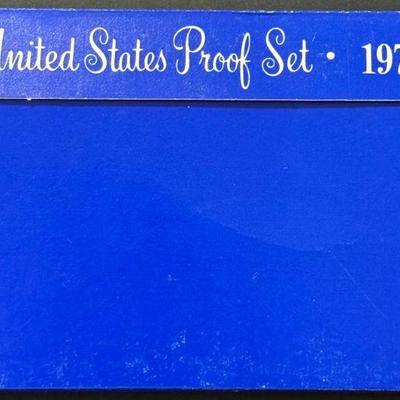 United States Proof Set • 197